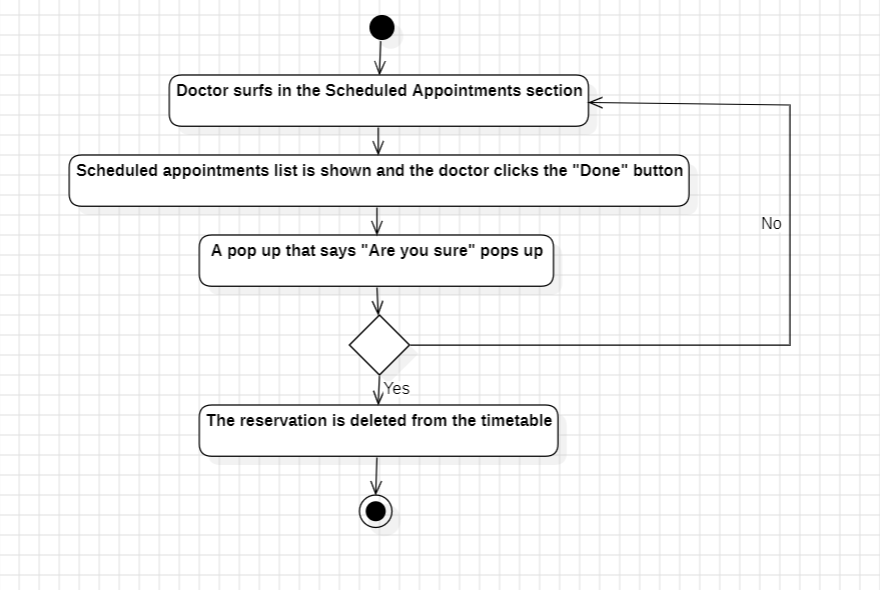 Doctor surfs in the Scheduled Appointments section
Scheduled appointments list is shown and the doctor clicks the "Done" button
No
A pop up that says "Are you sure" pops up
Yes
The reservation is deleted from the timetable